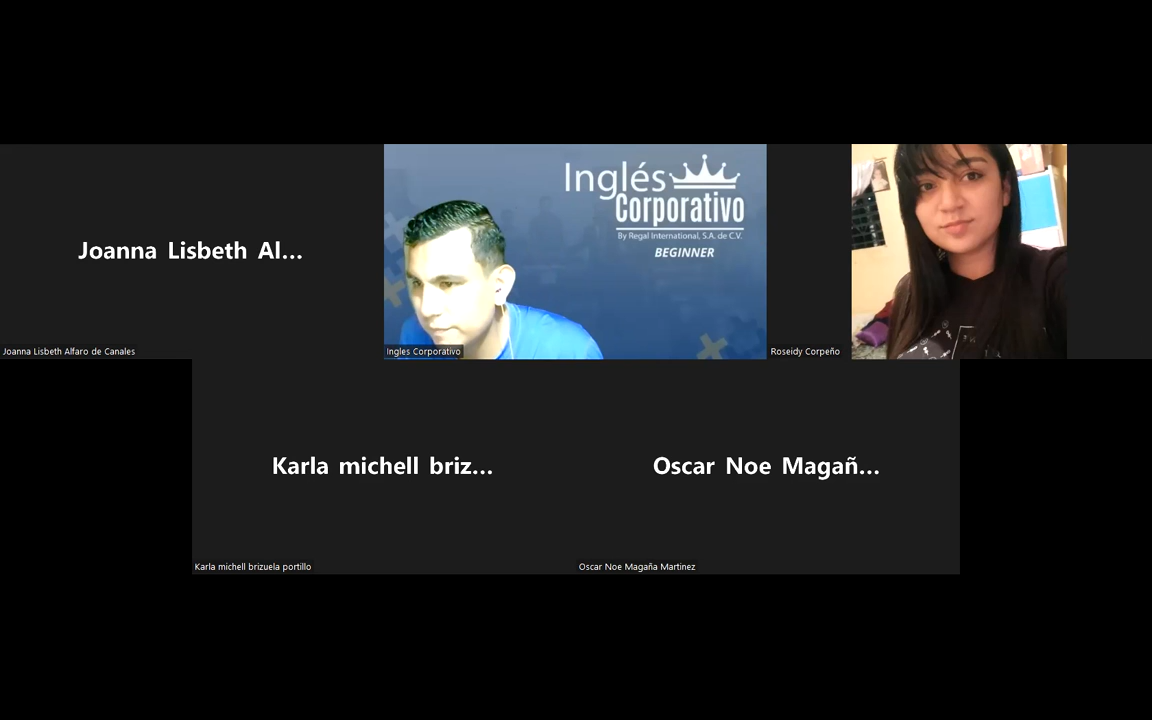 Joanna Lisbeth Al...
Joanna Lisbeth Alfaro de Canales
Inglés
Corporativo
By Regal International, S.A. de C.V.
BEGINNER
Ingles Corporativo
Roseidy Corpeño
Karla michell briz...
Karla michell brizuela portillo
Oscar Noe Magañ...
Oscar Noe Magaña Martinez